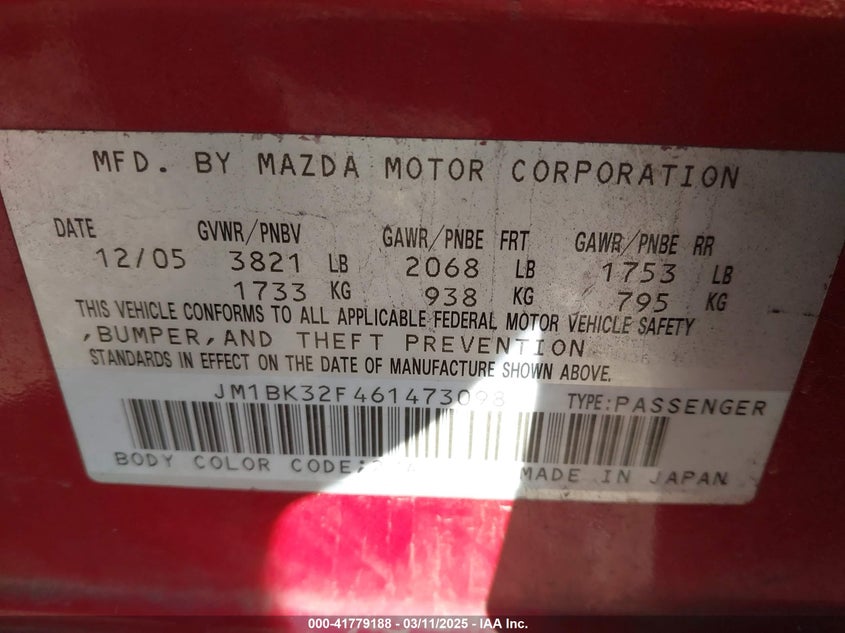 MFD. BY MAZDA MOTOR CORPORATION
DATE GVWR/PNBV GAWR/PNBE FRT GAWR/PNBE RR
12/05 3821 LB 2068 LB 1753 LB
1733 KG 938 KG 795 KG
THIS VEHICLE CONFORMS TO ALL APPLICABLE FEDERAL MOTOR VEHICLE SAFETY
,BUMPER,AND THEFT PREVENTION
STANDARDS IN EFFECT ON THE DATE OF MANUFACTURE SHOWN ABOVE.
JM1BK32F461473098 TYPE:PASSENGER
BODY COLOR CODE: MADE IN JAPAN
000-41779188 - 03/11/2025 - IAA Inc.